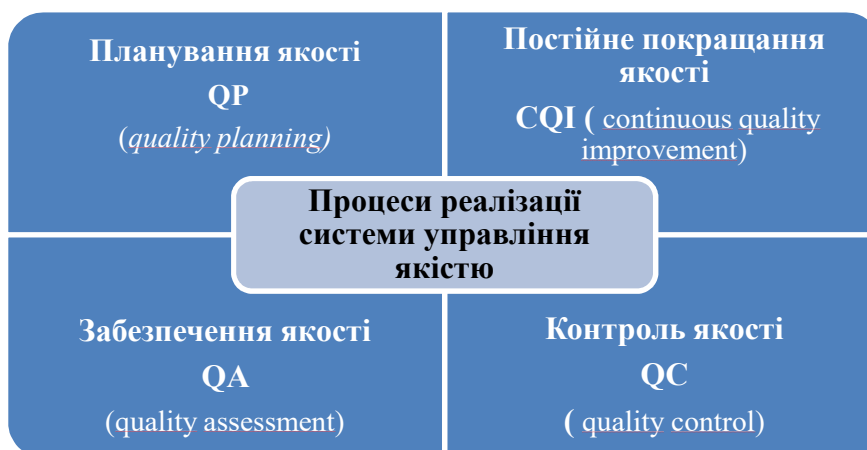 Планування якості
QP
(quality planning)
Постійне покращання
якості
CQI ( continuous quality
improvement)
Процеси реалізації
системи управління
якістю
Забезпечення якості
QA
(quality assessment)
Контроль якості
QC
( quality control)